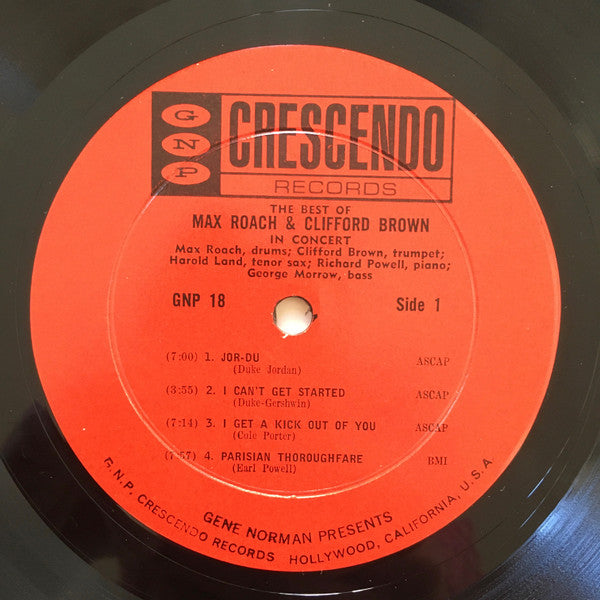 GNP
CRESCENDO
RECORDS
THE BEST OF
MAX ROACH & CLIFFORD BROWN
IN CONCERT
Max Roach, drums; Clifford Brown, trumpet;
Harold Land, tenor sax; Richard Powell, piano;
George Morrow, bass
GNP 18 Side 1
(7:00) 1. JOR-DU ASCAP
(Duke Jordan)
(3:55) 2. I CAN'T GET STARTED ASCAP
(Duke-Gershwin)
(7:14) 3. I GET A KICK OUT OF YOU ASCAP
(Cole Porter)
(7:57) 4. PARISIAN THOROUGHFARE BMI
(Earl Powell)
GENE NORMAN PRESENTS
G.N.P. CRESCENDO RECORDS HOLLYWOOD, CALIFORNIA, U.S.A